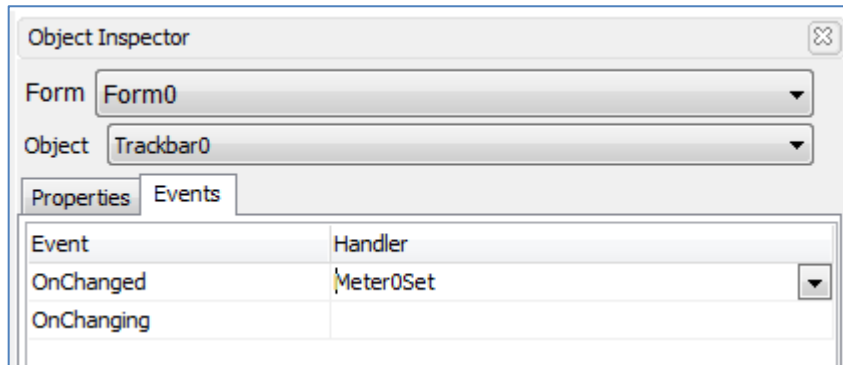 Object Inspector
Form Form0
Object Trackbar0
Properties Events
Event Handler
OnChanged Meter0Set
OnChanging